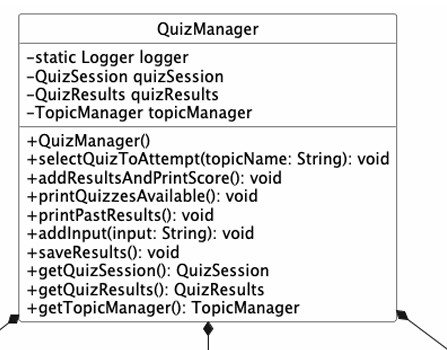 QuizManager
-static Logger logger
-QuizSession quizSession
-QuizResults quizResults
-TopicManager topicManager
+QuizManager()
+selectQuizToAttempt(topicName: String): void
+addResultsAndPrintScore(): void
+printQuizzesAvailable(): void
+printPastResults(): void
+addInput(input: String): void
+saveResults(): void
+getQuizSession(): QuizSession
+getQuizResults(): QuizResults
+getTopicManager(): TopicManager